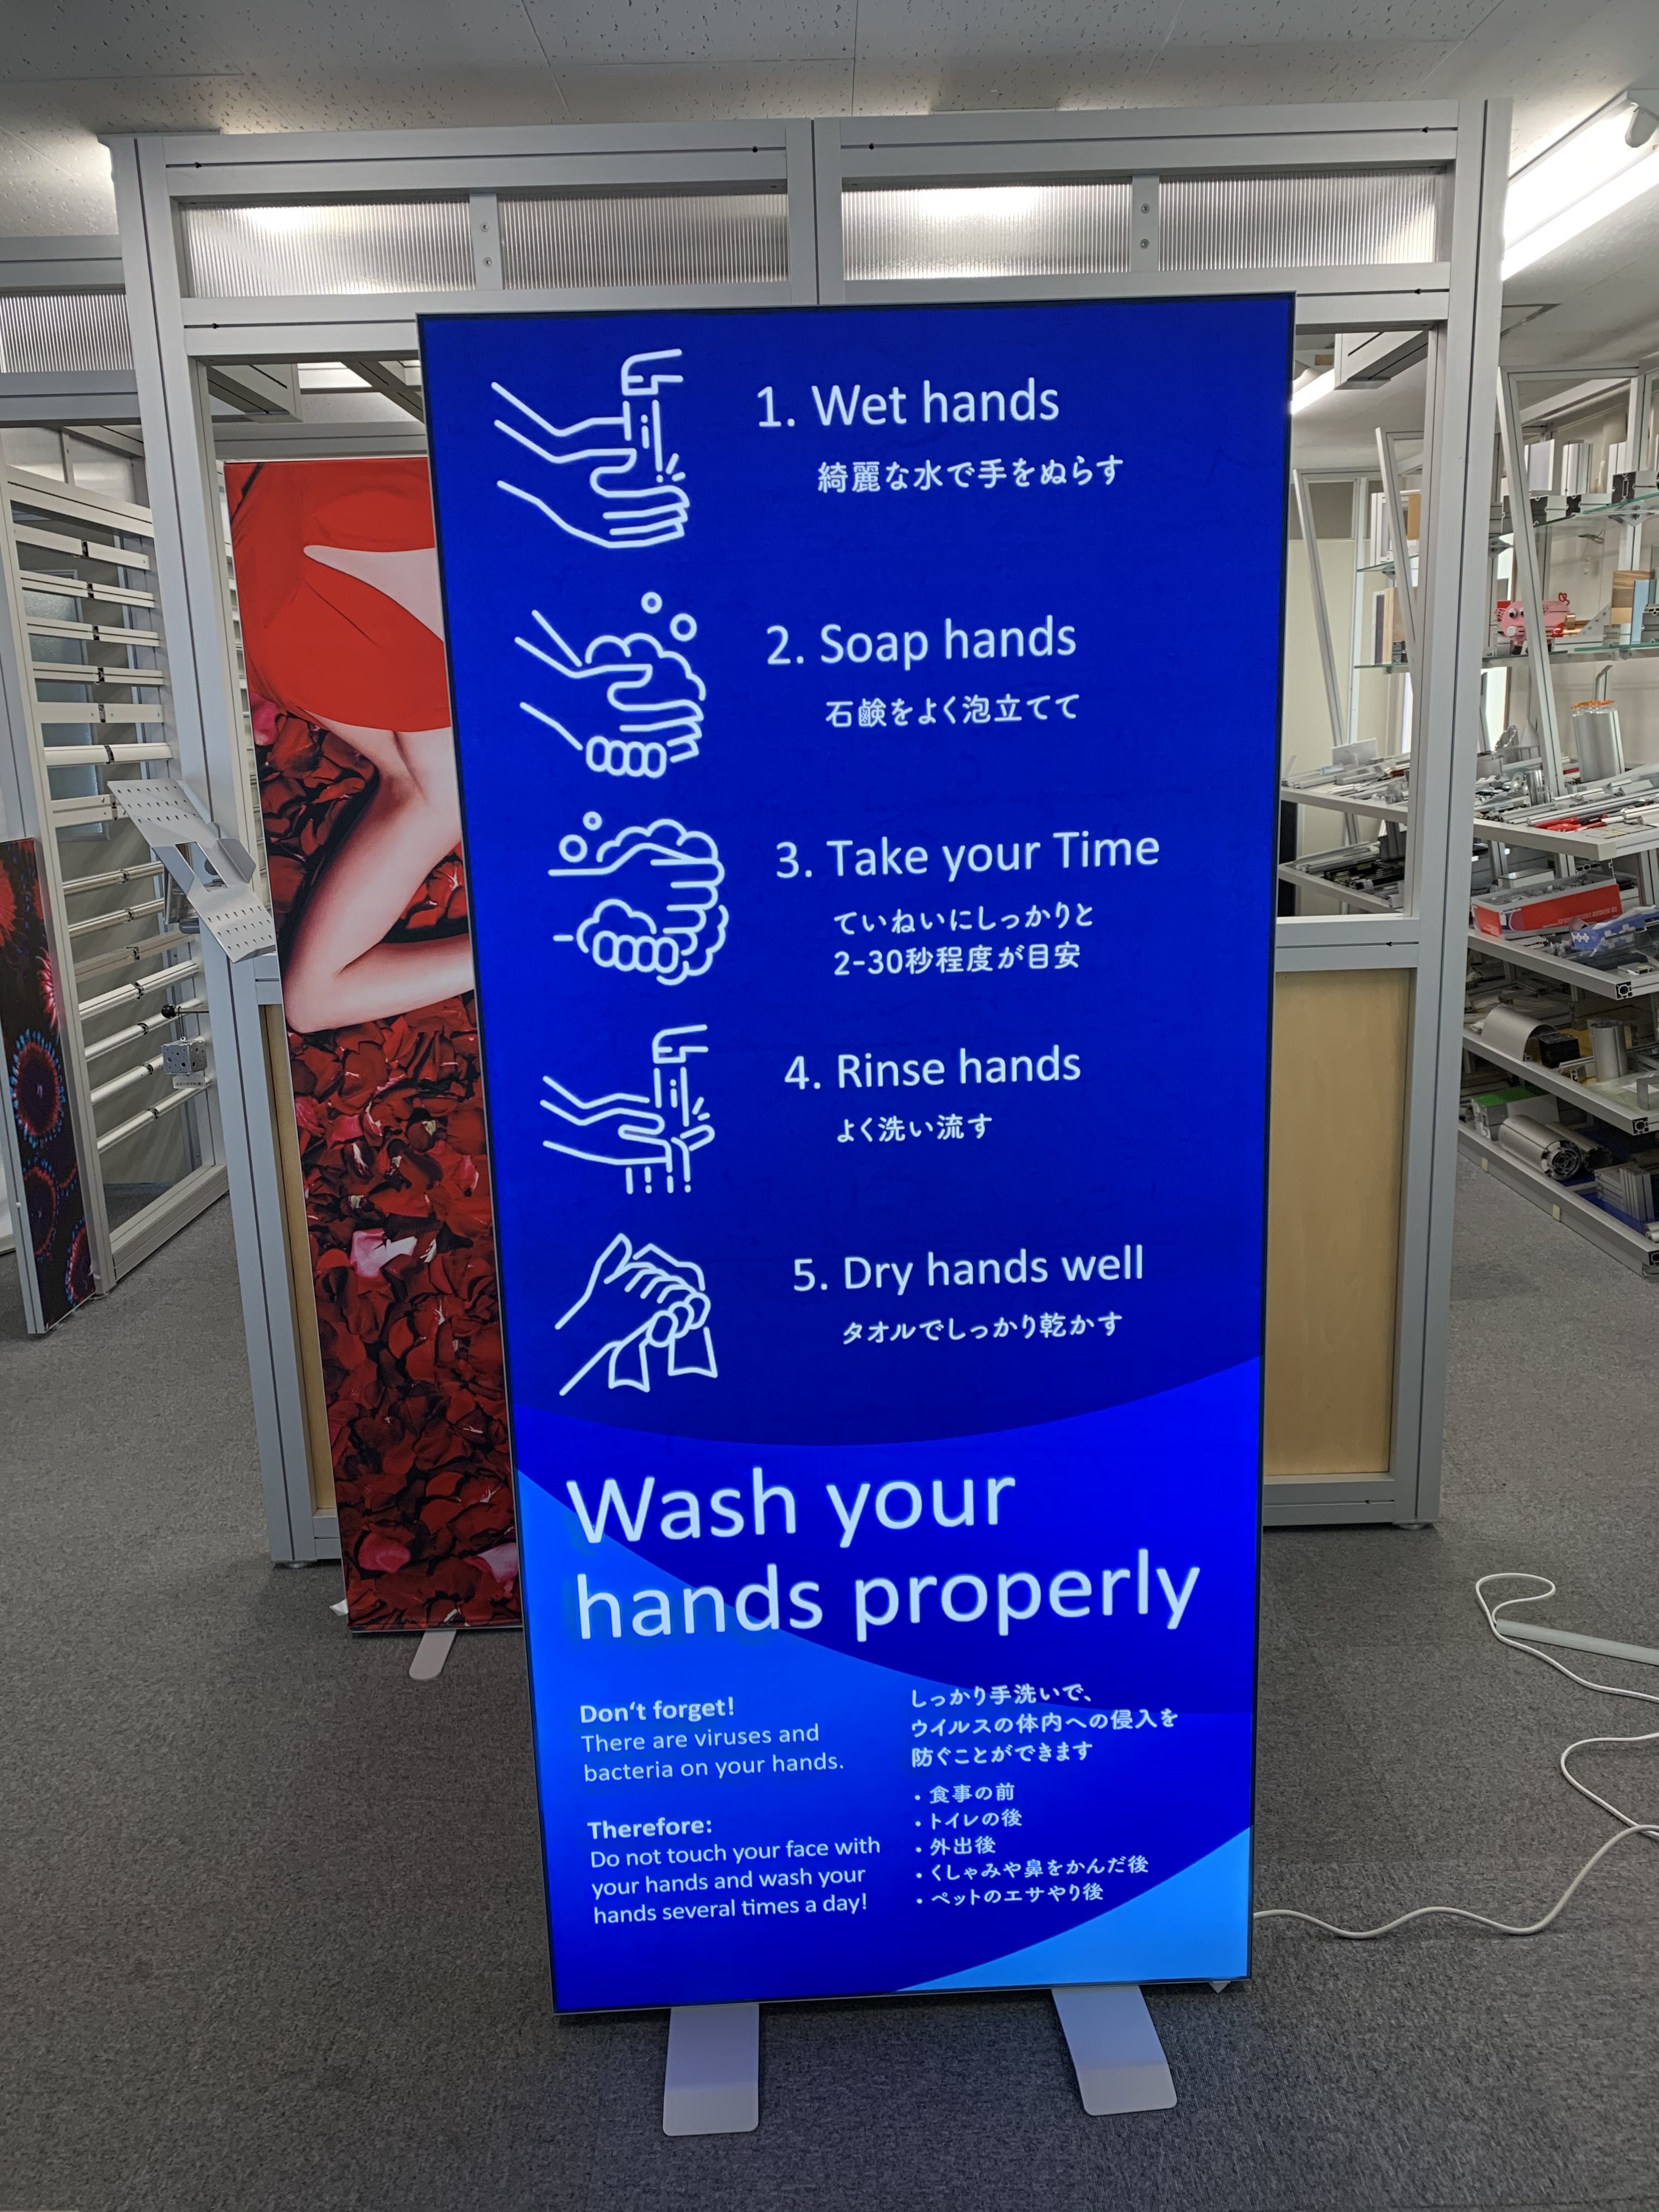 1. Wet hands
綺麗な水で手をぬらす
2. Soap hands
石鹸をよく泡立てて
3. Take your Time
ていねいにしっかりと
2-30秒程度が目安
4. Rinse hands
よく洗い流す
5. Dry hands well
タオルでしっかり乾かす
Wash your
hands properly
Don‘t forget!
There are viruses and
bacteria on your hands.
Therefore:
Do not touch your face with
your hands and wash your
hands several times a day!
しっかり手洗いで、
ウイルスの体内への侵入を
防ぐことができます
・食事の前
・トイレの後
・外出後
・くしゃみや鼻をかんだ後
・ペットのエサやり後